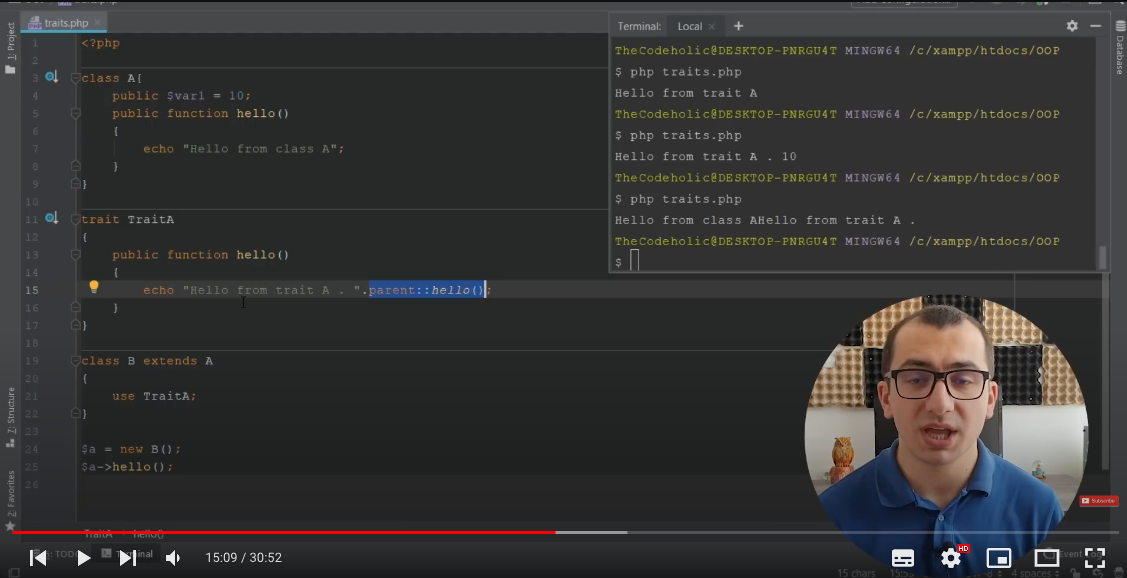 traits.php
1: Project
1 <?php
2
3 class A{
4 public $var1 = 10;
5 public function hello()
6 {
7 echo "Hello from class A";
8 }
9 }
10
11 trait TraitA
12 {
13 public function hello()
14 {
15 echo "Hello from trait A . ".parent::hello();
16 }
17 }
18
19 class B extends A
20 {
21 use TraitA;
22 }
23
24 $a = new B();
25 $a->hello();
26
Terminal: Local × +
TheCodeholic@DESKTOP-PNRGU4T MINGW64 /c/xampp/htdocs/OOP
$ php traits.php
Hello from trait A
TheCodeholic@DESKTOP-PNRGU4T MINGW64 /c/xampp/htdocs/OOP
$ php traits.php
Hello from trait A . 10
TheCodeholic@DESKTOP-PNRGU4T MINGW64 /c/xampp/htdocs/OOP
$ php traits.php
Hello from class AHello from trait A .
TheCodeholic@DESKTOP-PNRGU4T MINGW64 /c/xampp/htdocs/OOP
$
Database
7: Structure
2: Favorites
Subscribe
TraitA › hello()
TODO
Terminal
Event Log
15:09 / 30:52
HD
15 chars
4 spaces